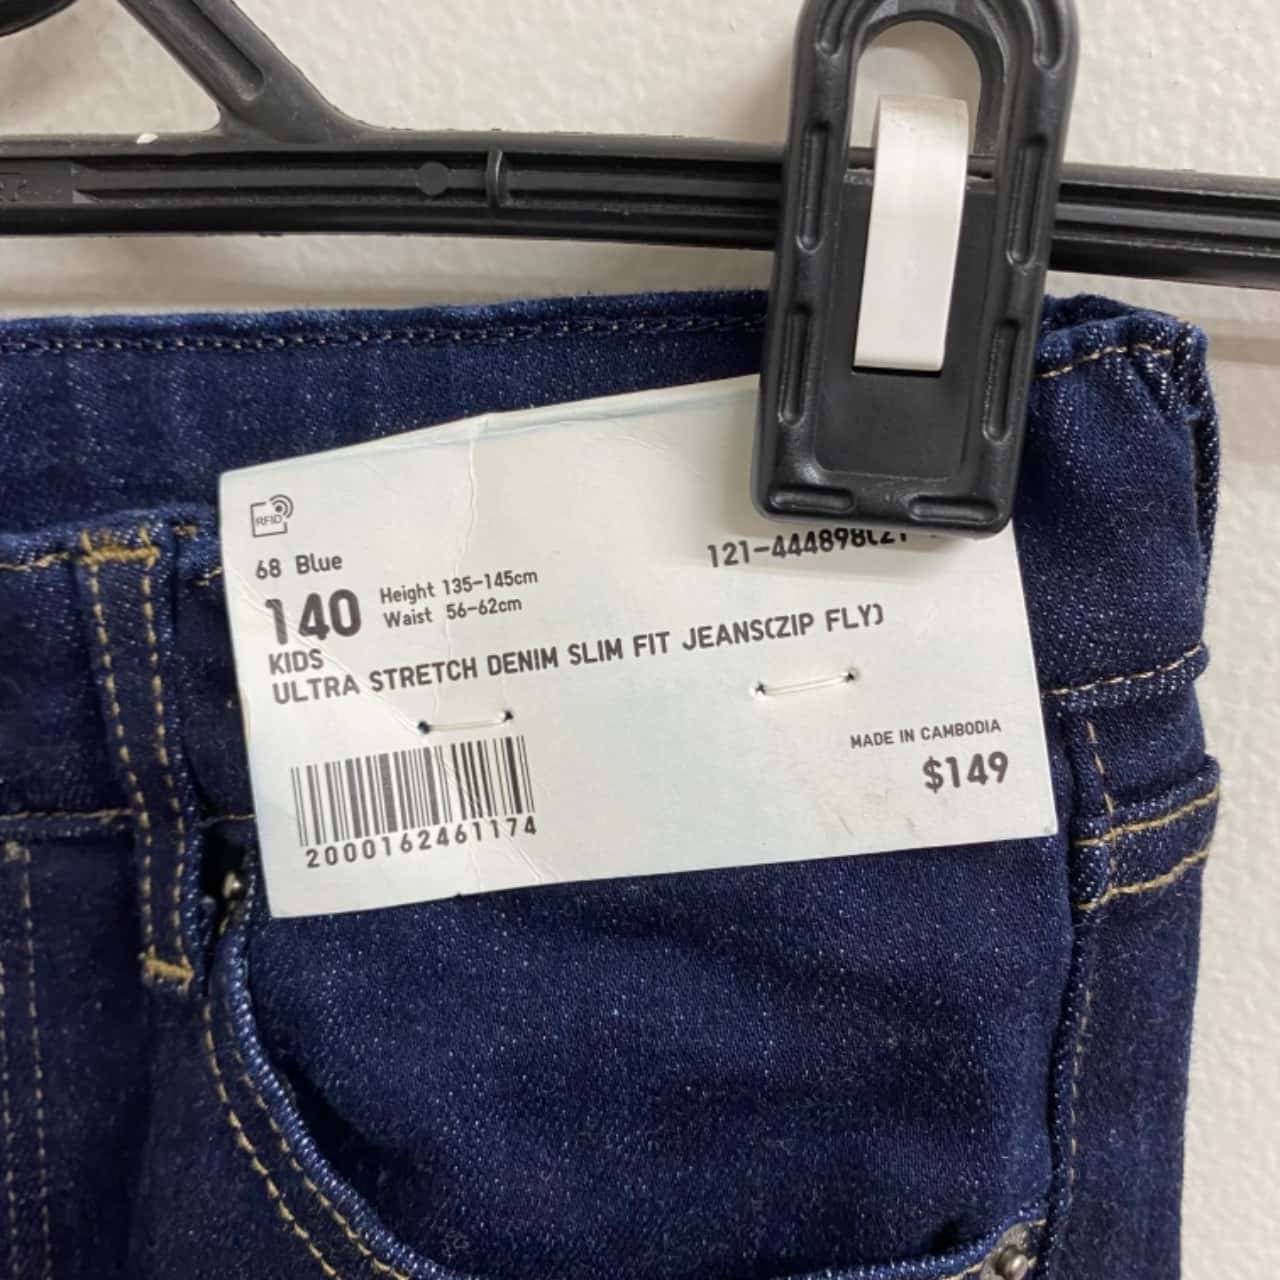 RFID
68 Blue
121-444898(21
140
Height 135-145cm
Waist 56-62cm
KIDS
ULTRA STRETCH DENIM SLIM FIT JEANS(ZIP FLY)
MADE IN CAMBODIA
$149
2000162461174